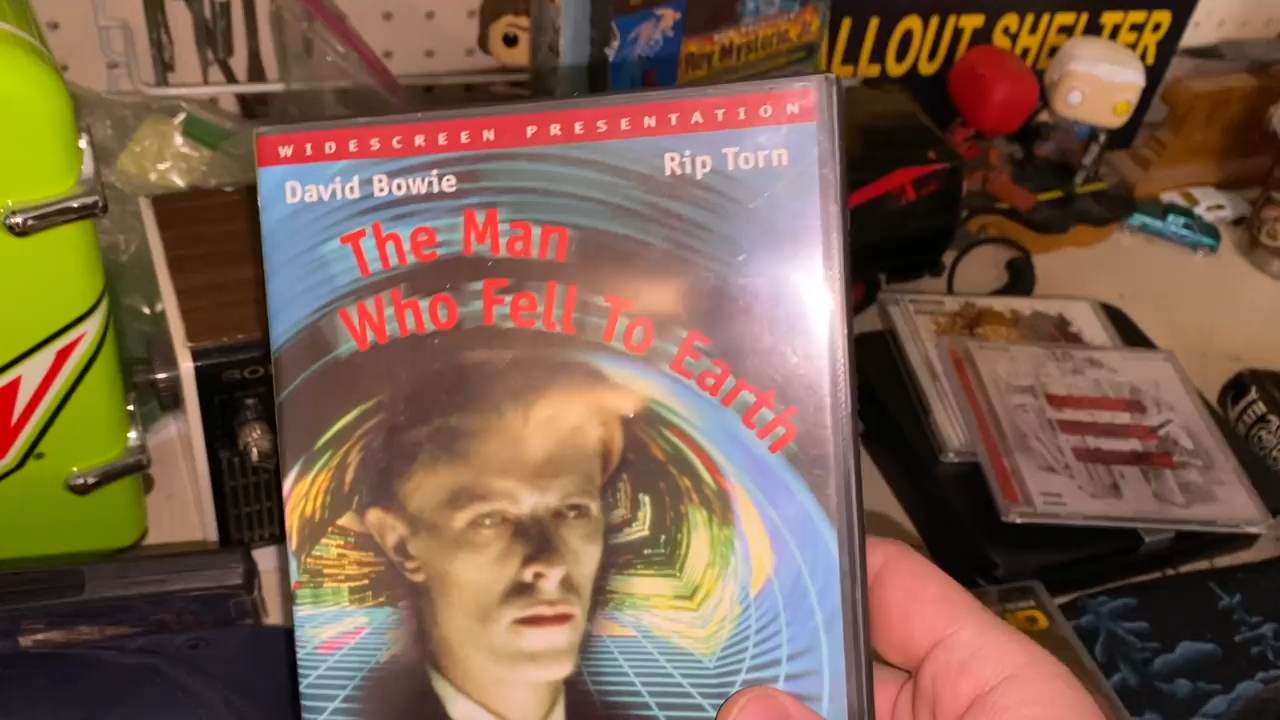 ALLOUT SHELTER
WIDESCREEN PRESENTATION
David Bowie
Rip Torn
The Man
Who Fell To Earth